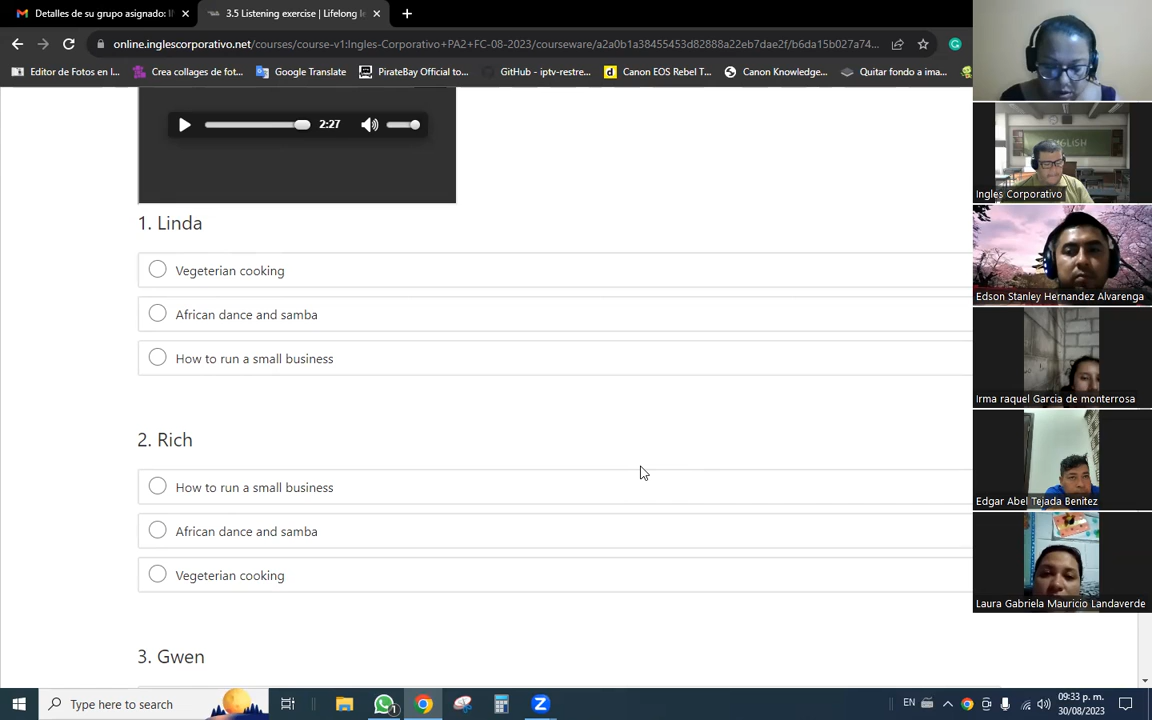 Detalles de su grupo asignado: I
3.5 Listening exercise | Lifelong le
online.inglescorporativo.net/courses/course-v1:Ingles-Corporativo+PA2+FC-08-2023/courseware/a2a0b1a38455453d82888a22eb7dae2f/b6da15b027a74...
Editor de Fotos en l...
Crea collages de fot...
Google Translate
PirateBay Official to...
GitHub - iptv-restre...
Canon EOS Rebel T...
Canon Knowledge...
Quitar fondo a ima...
2:27
1. Linda
Vegeterian cooking
African dance and samba
How to run a small business
2. Rich
How to run a small business
African dance and samba
Vegeterian cooking
3. Gwen
ENGLISH
Ingles Corporativo
Edson Stanley Hernandez Alvarenga
Irma raquel Garcia de monterrosa
Edgar Abel Tejada Benitez
Laura Gabriela Mauricio Landaverde
Type here to search
1
EN
09:33 p. m.
30/08/2023